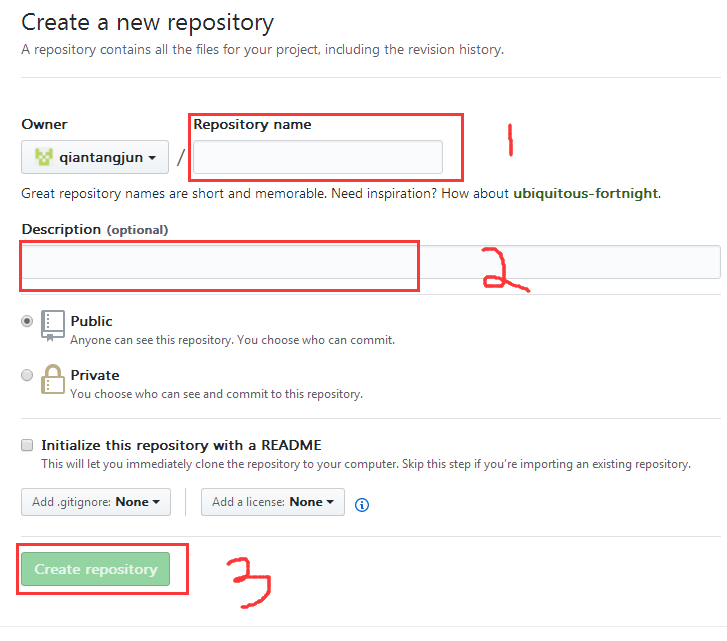 Create a new repository
A repository contains all the files for your project, including the revision history.
Owner
Repository name
1
qiantangjun
/
Great repository names are short and memorable. Need inspiration? How about ubiquitous-fortnight.
Description (optional)
2
Public
Anyone can see this repository. You choose who can commit.
Private
You choose who can see and commit to this repository.
Initialize this repository with a README
This will let you immediately clone the repository to your computer. Skip this step if you're importing an existing repository.
Add .gitignore: None
Add a license: None
i
Create repository
3